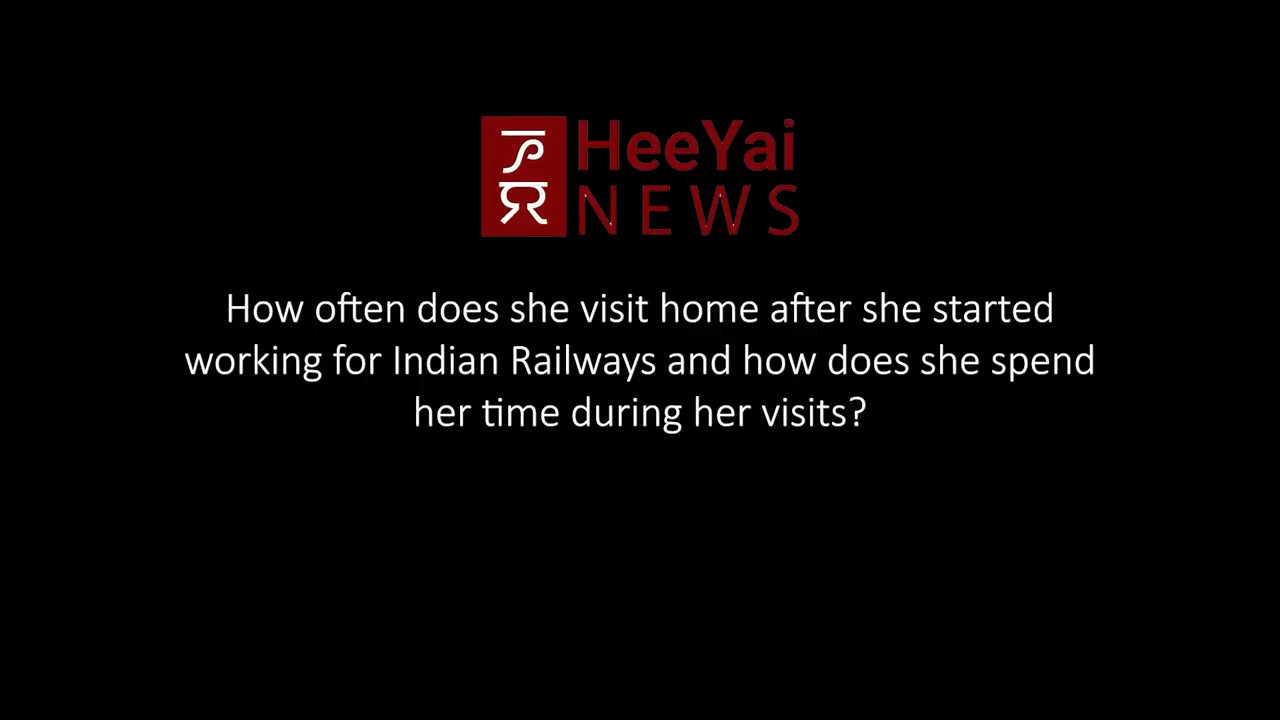 HeeYai
NEWS
How often does she visit home after she started
working for Indian Railways and how does she spend
her time during her visits?